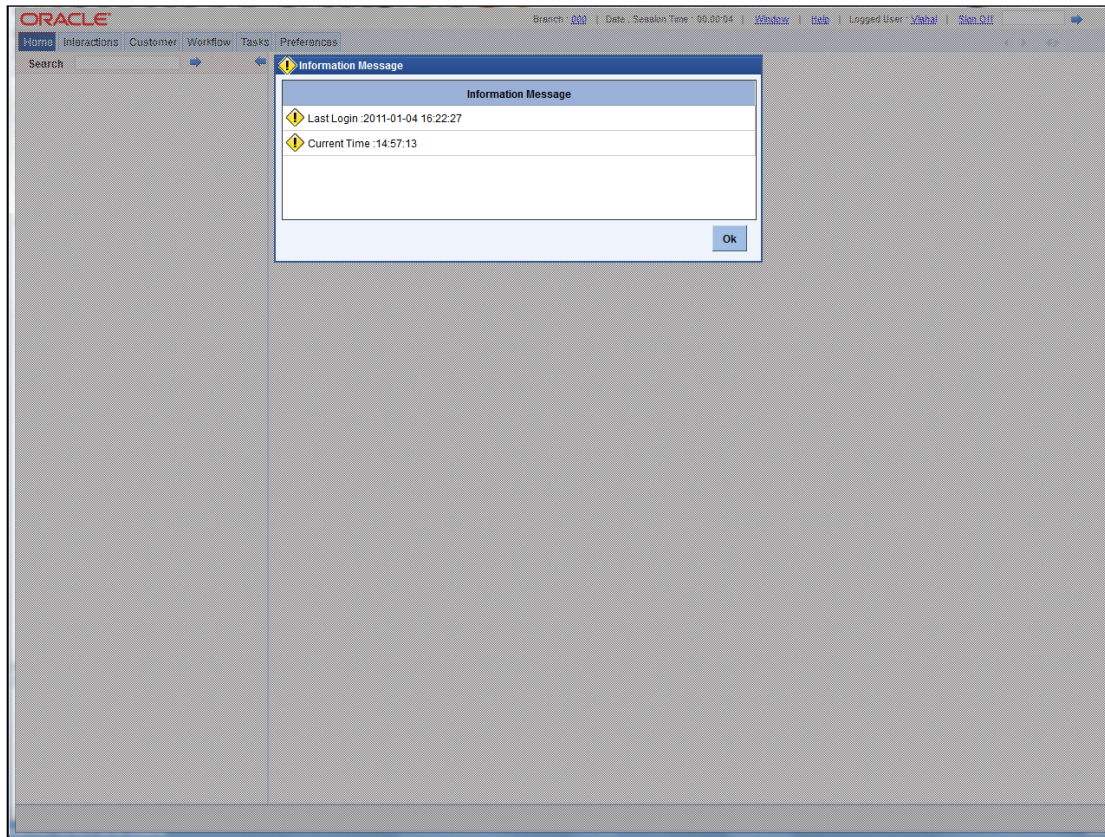 ORACLE®
Branch : 000 | Date : Session Time : 00:00:04 | Window | Help | Logged User : Vishal | Sign Off
Home Interactions Customer Workflow Tasks Preferences
Search
Information Message
Information Message
Last Login :2011-01-04 16:22:27
Current Time :14:57:13
Ok